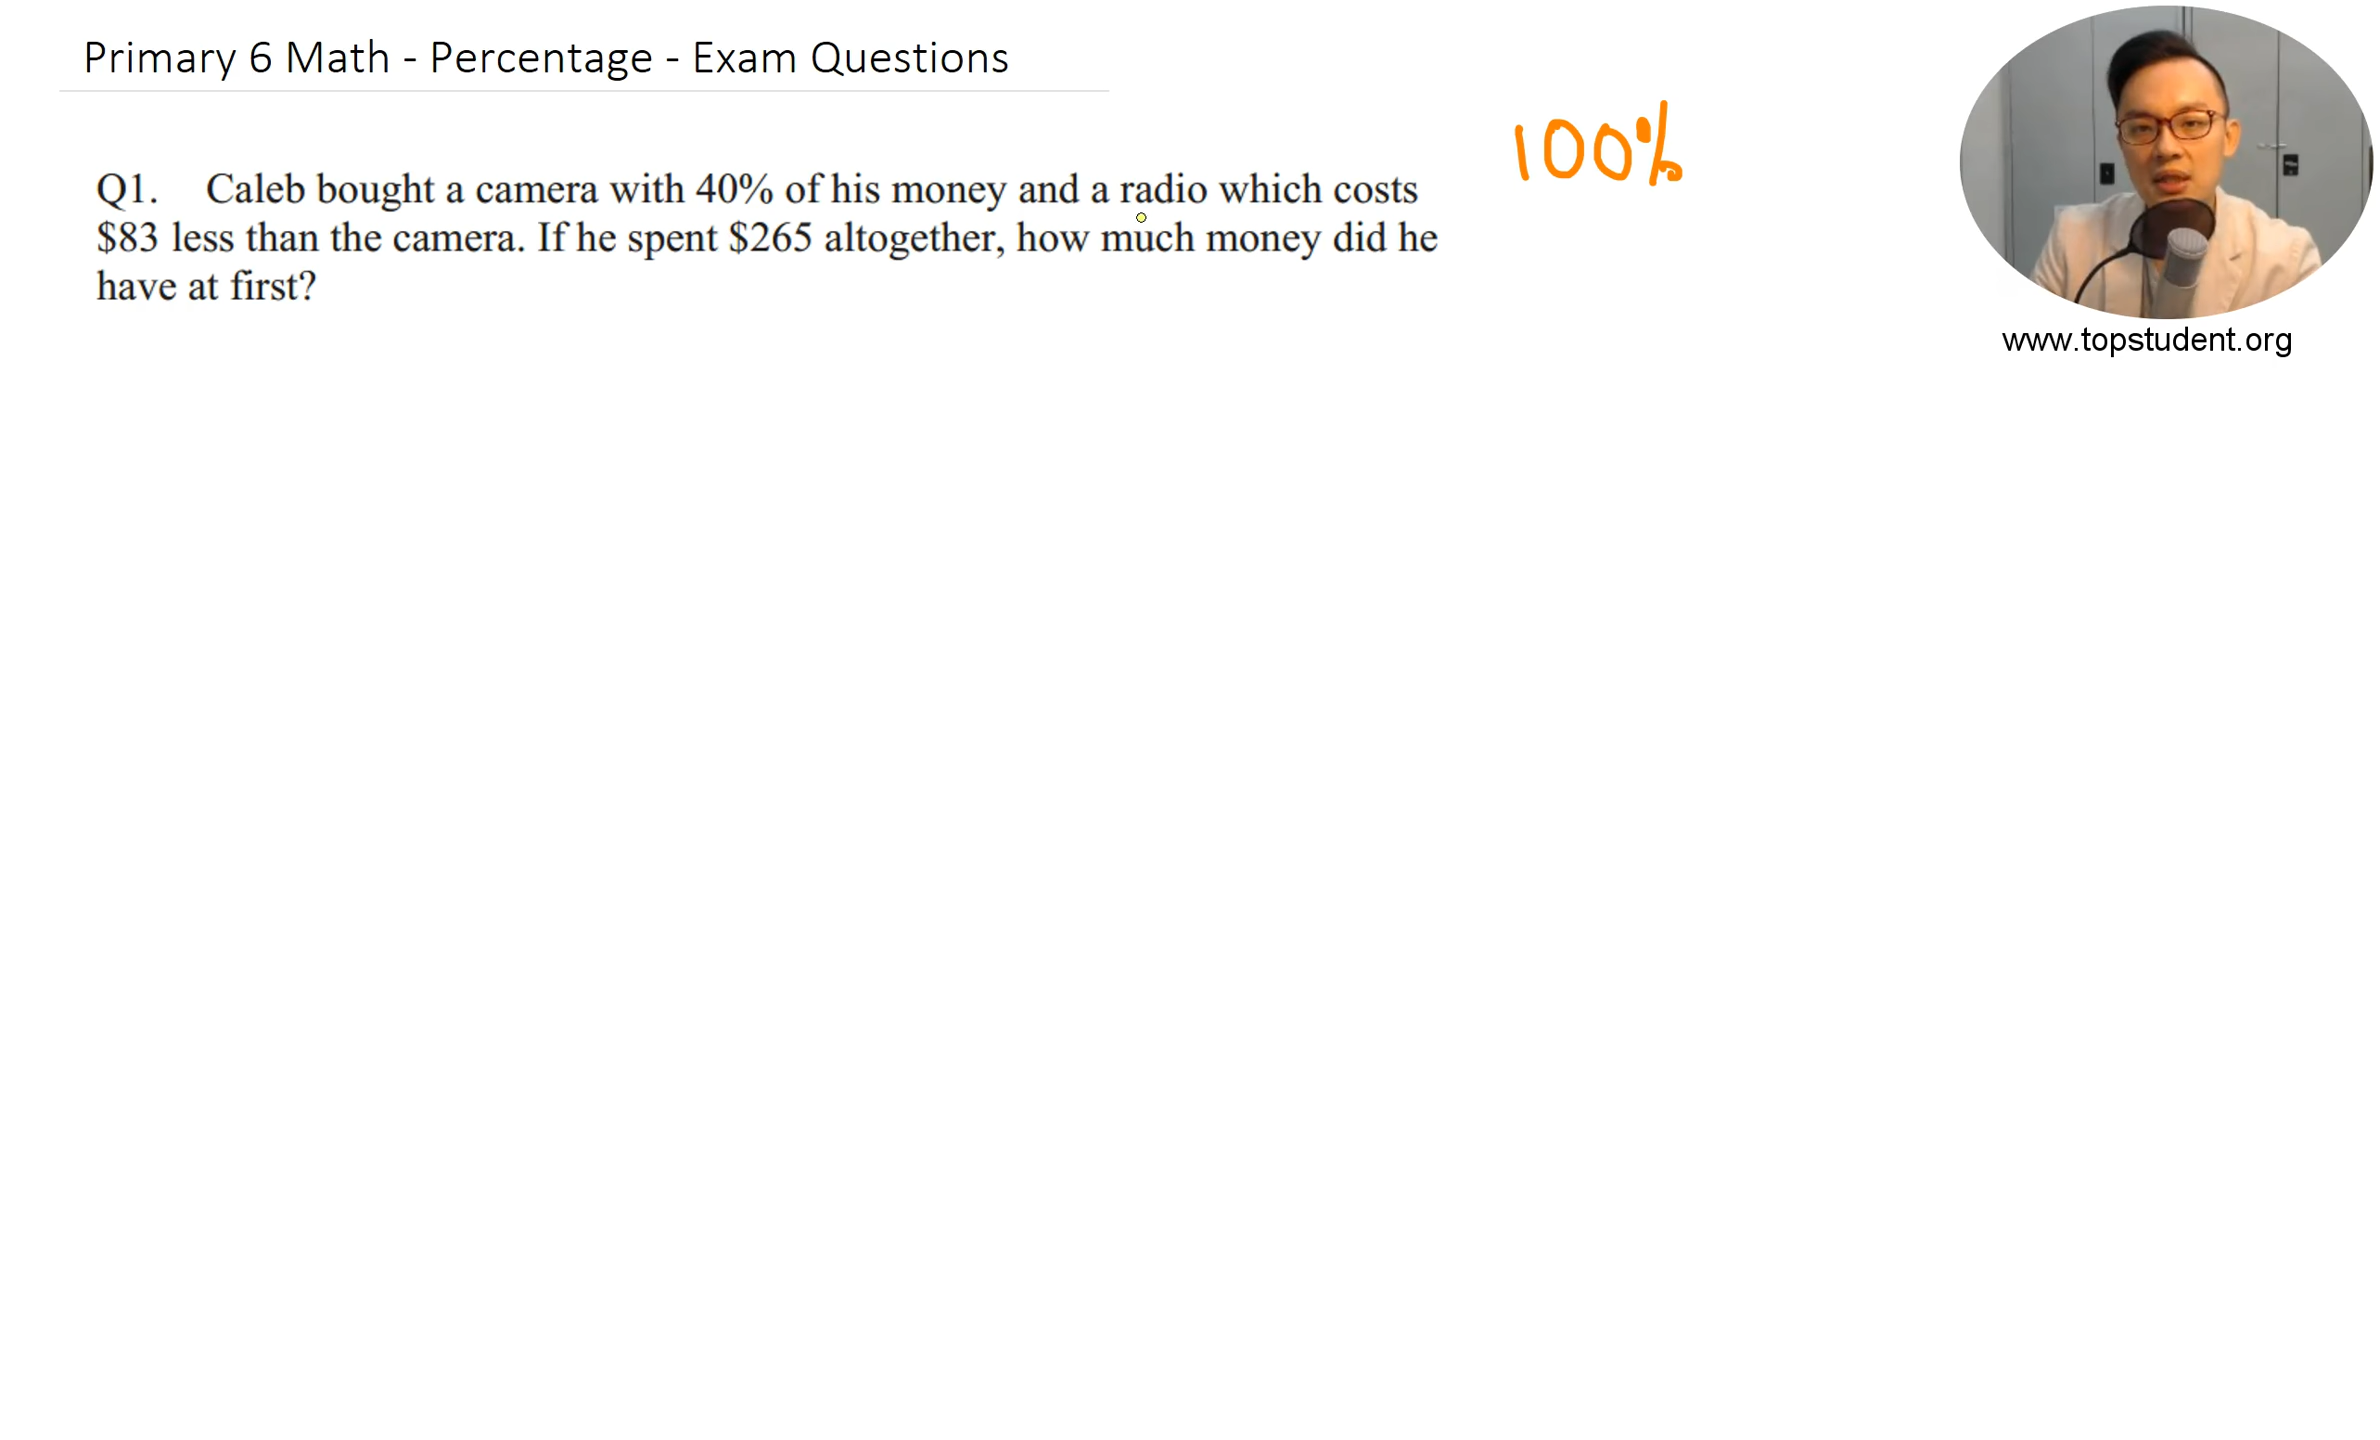 Primary 6 Math - Percentage - Exam Questions
100%
Q1. Caleb bought a camera with 40% of his money and a radio which costs
$83 less than the camera. If he spent $265 altogether, how much money did he
have at first?
www.topstudent.org